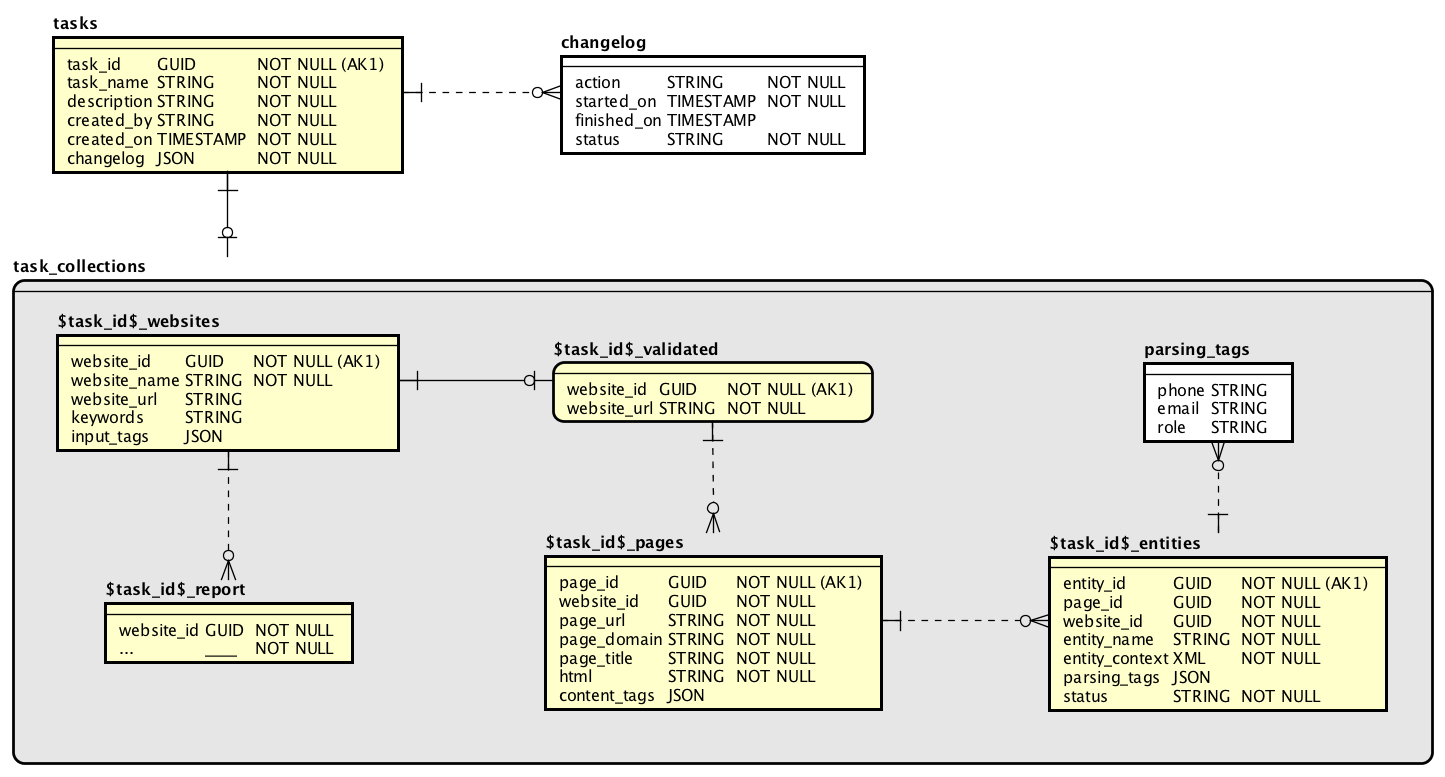 tasks
task_id GUID NOT NULL (AK1)
task_name STRING NOT NULL
description STRING NOT NULL
created_by STRING NOT NULL
created_on TIMESTAMP NOT NULL
changelog JSON NOT NULL
changelog
action STRING NOT NULL
started_on TIMESTAMP NOT NULL
finished_on TIMESTAMP
status STRING NOT NULL
task_collections
$task_id$_websites
website_id GUID NOT NULL (AK1)
website_name STRING NOT NULL
website_url STRING
keywords STRING
input_tags JSON
$task_id$_validated
website_id GUID NOT NULL (AK1)
website_url STRING NOT NULL
parsing_tags
phone STRING
email STRING
role STRING
$task_id$_report
website_id GUID NOT NULL
... ____ NOT NULL
$task_id$_pages
page_id GUID NOT NULL (AK1)
website_id GUID NOT NULL
page_url STRING NOT NULL
page_domain STRING NOT NULL
page_title STRING NOT NULL
html STRING NOT NULL
content_tags JSON
$task_id$_entities
entity_id GUID NOT NULL (AK1)
page_id GUID NOT NULL
website_id GUID NOT NULL
entity_name STRING NOT NULL
entity_context XML NOT NULL
parsing_tags JSON
status STRING NOT NULL